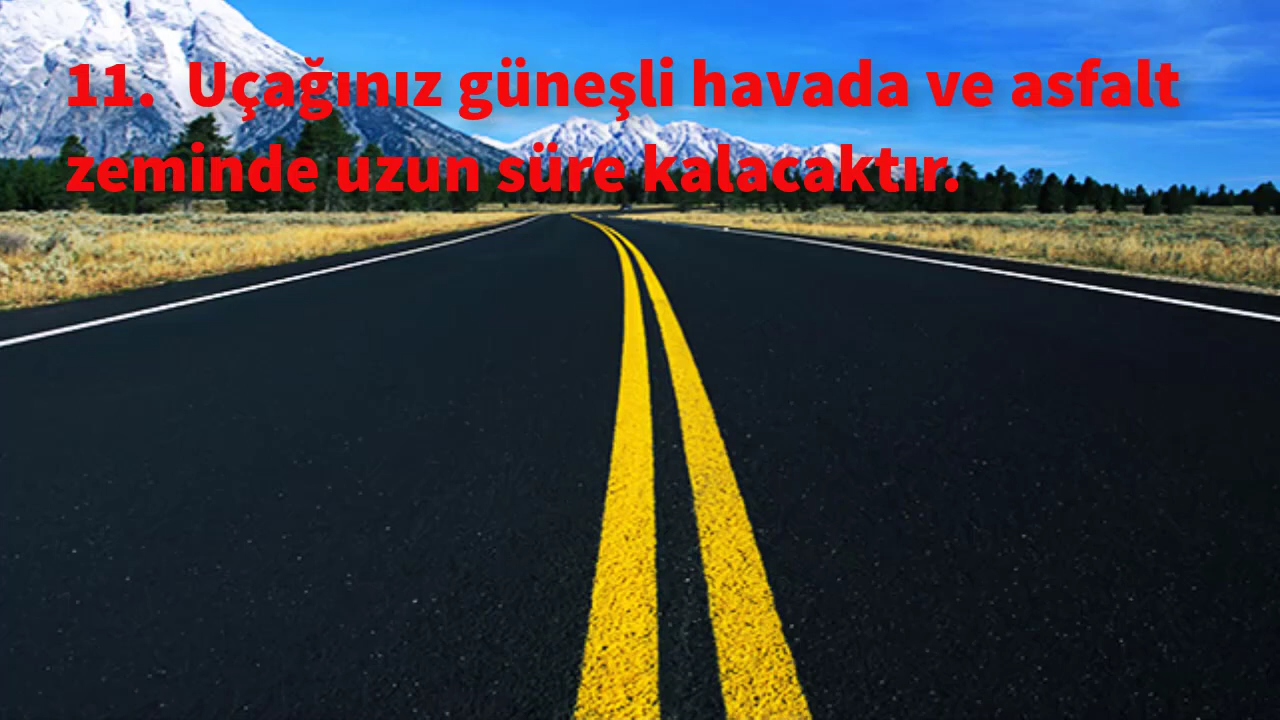 11. Uçağınız güneşli havada ve asfalt
zeminde uzun süre kalacaktır.